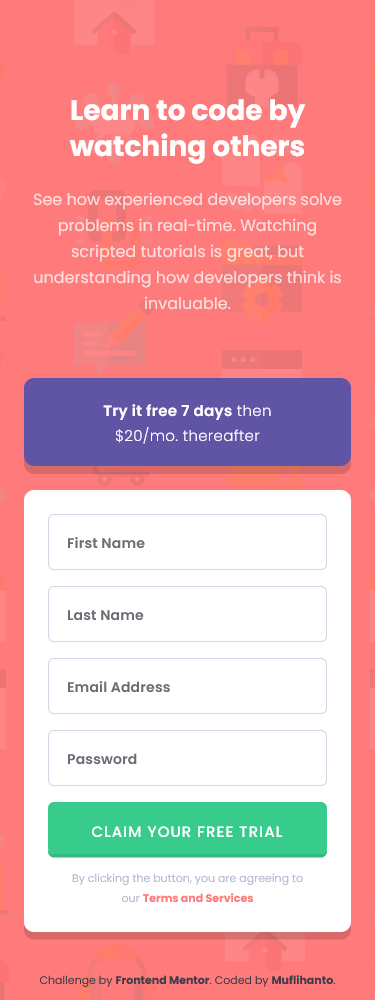 Learn to code by
watching others
See how experienced developers solve
problems in real-time. Watching
scripted tutorials is great, but
understanding how developers think is
invaluable.
Try it free 7 days then
$20/mo. thereafter
First Name
Last Name
Email Address
Password
CLAIM YOUR FREE TRIAL
By clicking the button, you are agreeing to
our Terms and Services
Challenge by Frontend Mentor. Coded by Muflihanto.